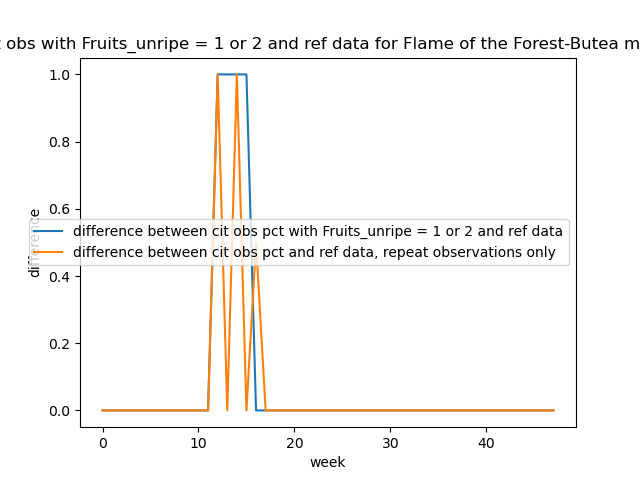 obs with Fruits_unripe = 1 or 2 and ref data for Flame of the Forest-Butea
1.0
0.8
0.6
0.4
0.2
0.0
difference
difference between cit obs pct with Fruits_unripe = 1 or 2 and ref data
difference between cit obs pct and ref data, repeat observations only
0 10 20 30 40
week